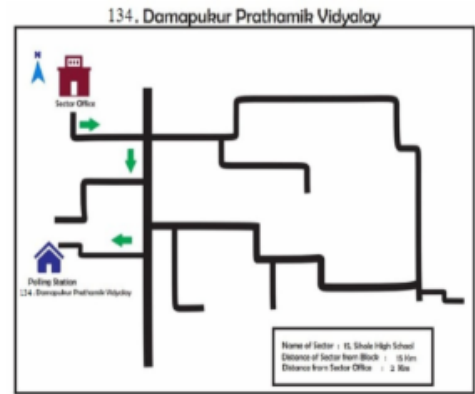 134. Damapukur Prathamik Vidyalay
N
Sector Office
Polling Station
134. Damapukur Prathamik Vidyalay
Name of Sector : 15, Sihole High School
Distance of Sector from Block : 15 Km
Distance from Sector Office : 2 Km